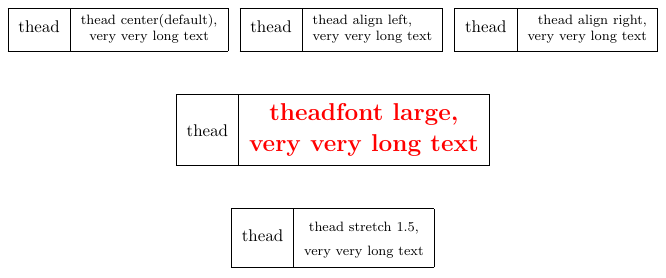 thead
thead center(default),
very very long text
thead
thead align left,
very very long text
thead
thead align right,
very very long text
thead
theadfont large,
very very long text
thead
thead stretch 1.5,
very very long text